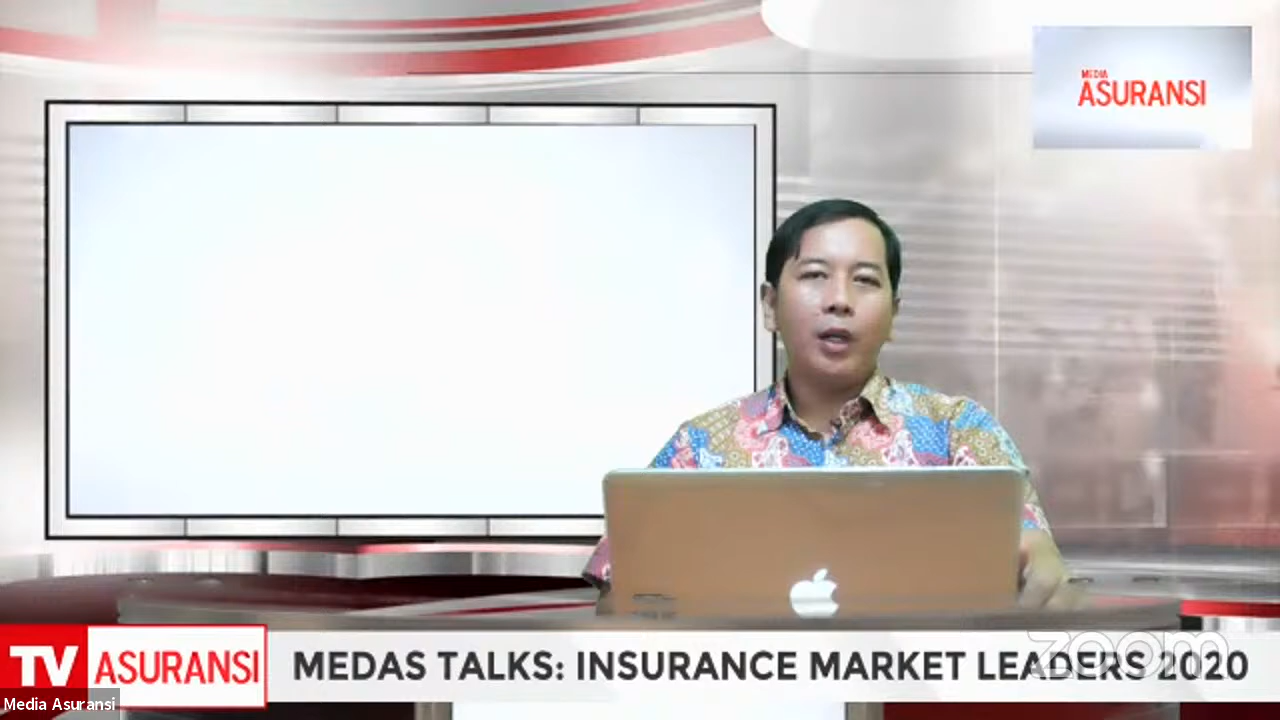 MEDIA
ASURANSI
TV ASURANSI
MEDAS TALKS: INSURANCE MARKET LEADERS 2020
zoom
Media Asuransi